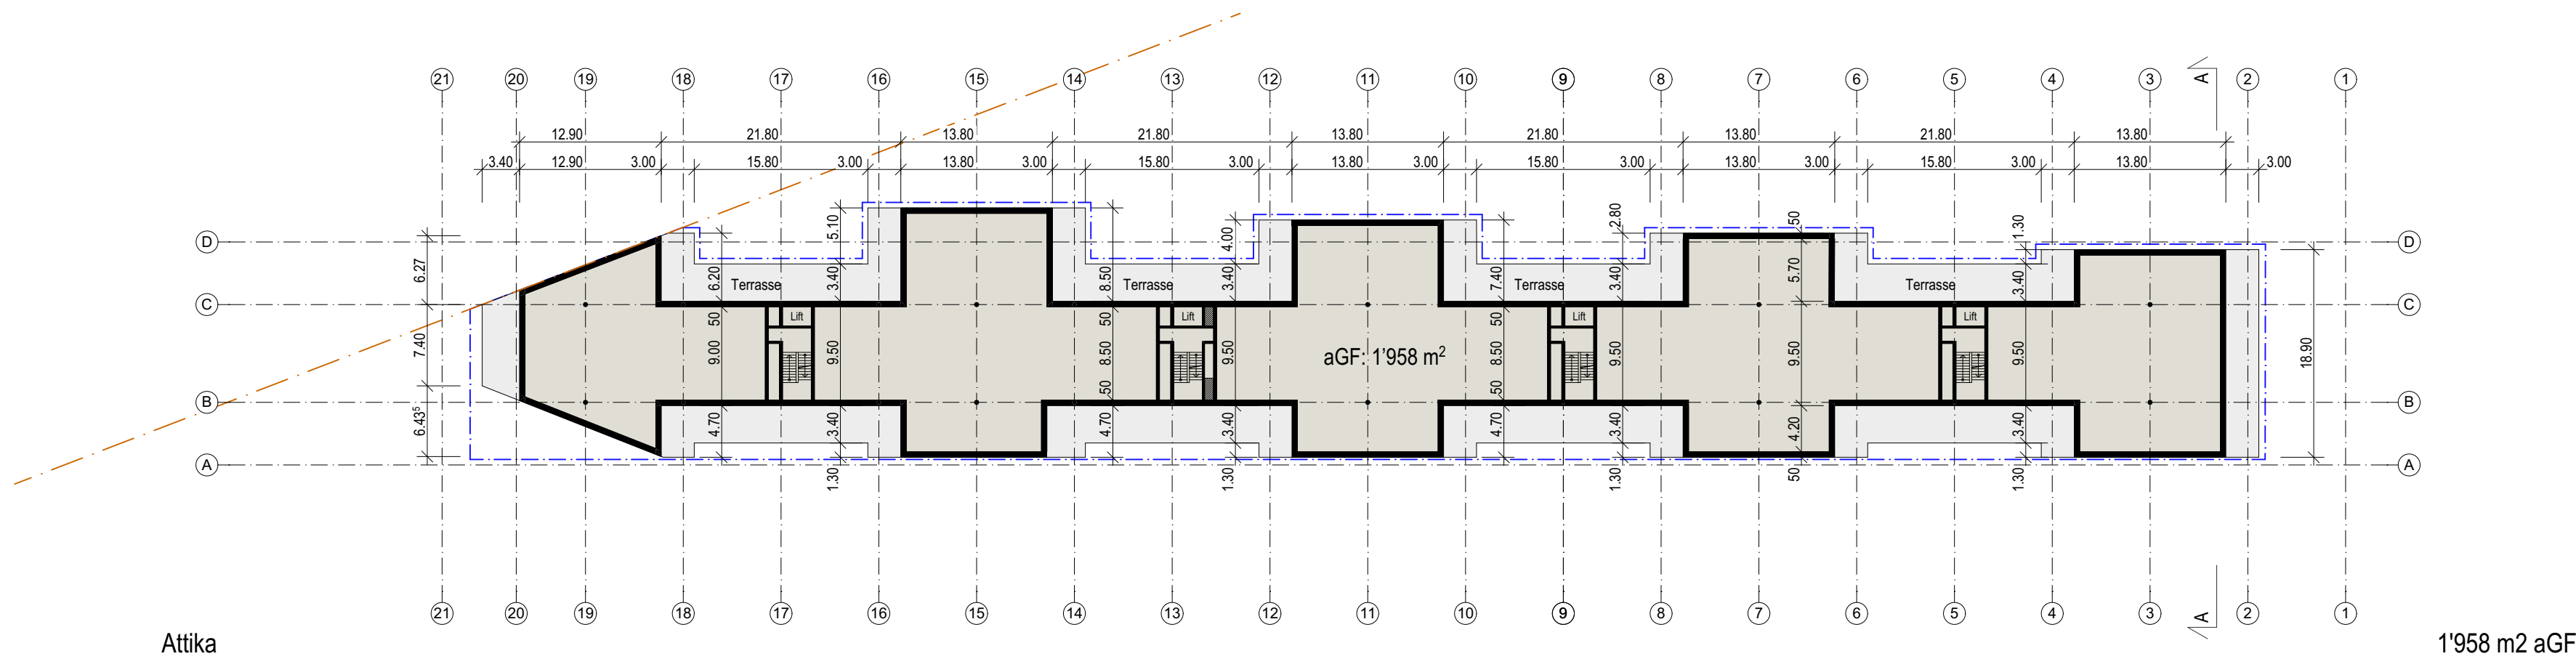 21 20 19 18 17 16 15 14 13 12 11 10 9 8 7 6 5 4 3 A 2 1
12.90 21.80 13.80 21.80 13.80 21.80 13.80 21.80 13.80
3.40 12.90 3.00 15.80 3.00 13.80 3.00 15.80 3.00 13.80 3.00 15.80 3.00 13.80 3.00 15.80 3.00 13.80 3.00
5.10 4.00 2.80 50 1.30
D D
6.27 6.20 3.40 8.50 3.40 7.40 3.40 5.70 3.40
Terrasse Terrasse Terrasse Terrasse
C C
50 Lift 50 Lift 50 Lift Lift
7.40 9.00 9.50 8.50 9.50 8.50 9.50 9.50 9.50 18.90
aGF: 1'958 m²
50 50
B B
6.43⁵ 4.70 3.40 4.70 3.40 4.70 3.40 4.20 3.40
A A
1.30 1.30 1.30 50 1.30
21 20 19 18 17 16 15 14 13 12 11 10 9 8 7 6 5 4 3 A 2 1
Attika 1'958 m2 aGF